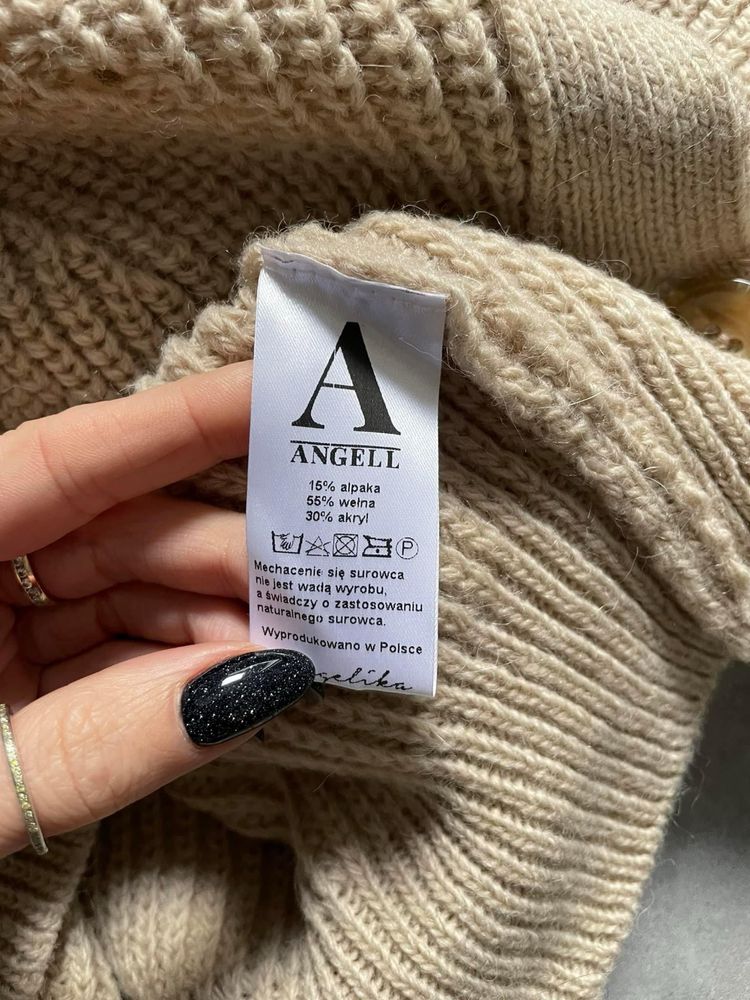 A
ANGELL
15% alpaka
55% wełna
30% akryl
P
Mechacenie się surowca
nie jest wadą wyrobu,
a świadczy o zastosowaniu
naturalnego surowca.
Wyprodukowano w Polsce